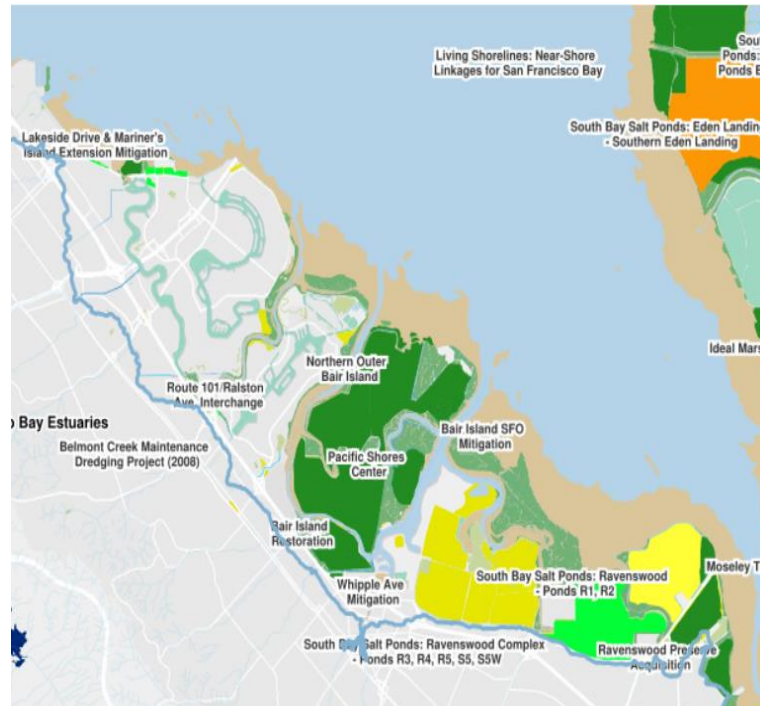 Living Shorelines: Near-Shore
Linkages for San Francisco Bay
Sou
Ponds:
Ponds E
Lakeside Drive & Mariner's
Island Extension Mitigation
South Bay Salt Ponds: Eden Landing
- Southern Eden Landing
Ideal Mars
Northern Outer
Bair Island
Route 101/Ralston
Ave. Interchange
o Bay Estuaries
Belmont Creek Maintenance
Dredging Project (2008)
Bair Island SFO
Mitigation
Pacific Shores
Center
Bair Island
Restoration
Whipple Ave
Mitigation
South Bay Salt Ponds: Ravenswood
- Ponds R1, R2
Moseley T
South Bay Salt Ponds: Ravenswood Complex
- Ponds R3, R4, R5, S5, S5W
Ravenswood Preserve
Acquisition